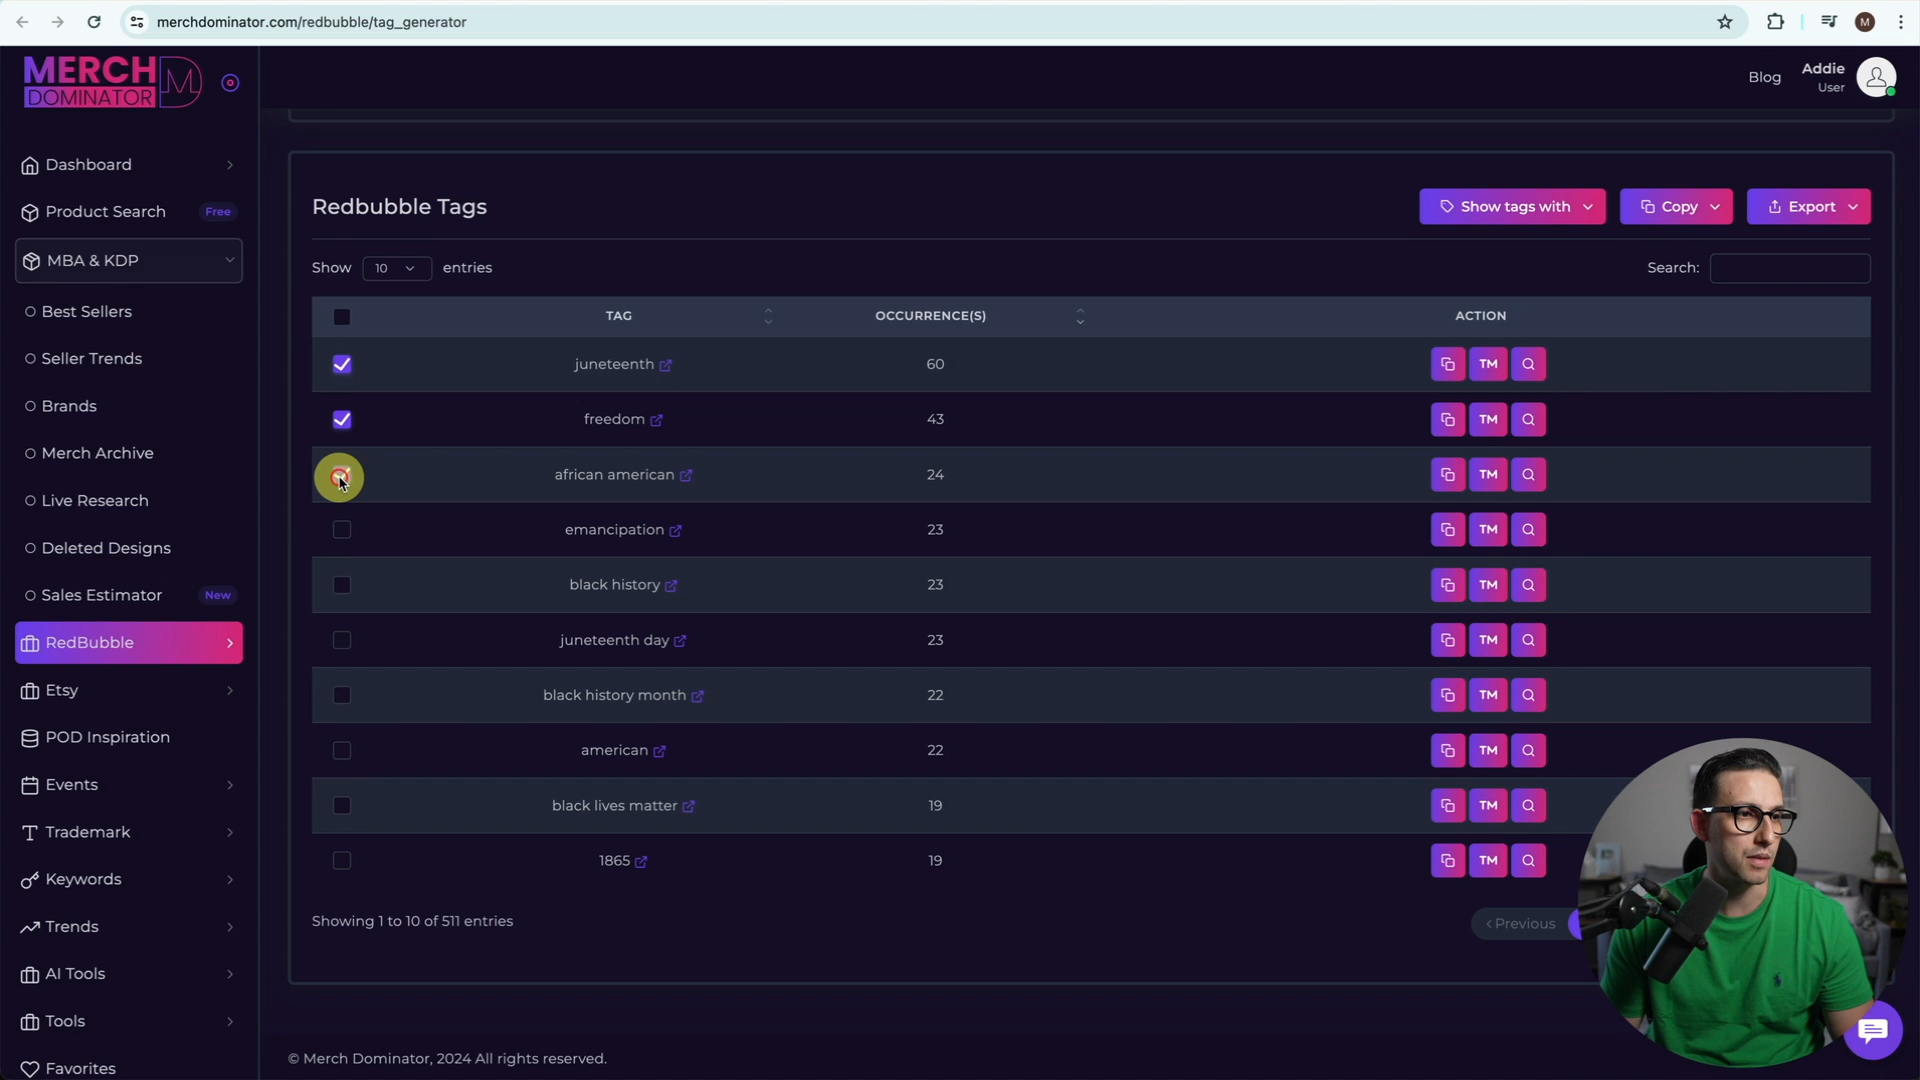 merchdominator.com/redbubble/tag_generator
M
MERCH
DOMINATOR
Blog
Addie
User
Dashboard
Product Search
Free
MBA & KDP
Best Sellers
Seller Trends
Brands
Merch Archive
Live Research
Deleted Designs
Sales Estimator
New
RedBubble
Etsy
POD Inspiration
Events
Trademark
Keywords
Trends
AI Tools
Tools
Favorites
Redbubble Tags
Show tags with
Copy
Export
Show 10 entries
Search:
TAG OCCURRENCE(S) ACTION
juneteenth 60 TM
freedom 43 TM
african american 24 TM
emancipation 23 TM
black history 23 TM
juneteenth day 23 TM
black history month 22 TM
american 22 TM
black lives matter 19 TM
1865 19 TM
Showing 1 to 10 of 511 entries
Previous
© Merch Dominator, 2024 All rights reserved.